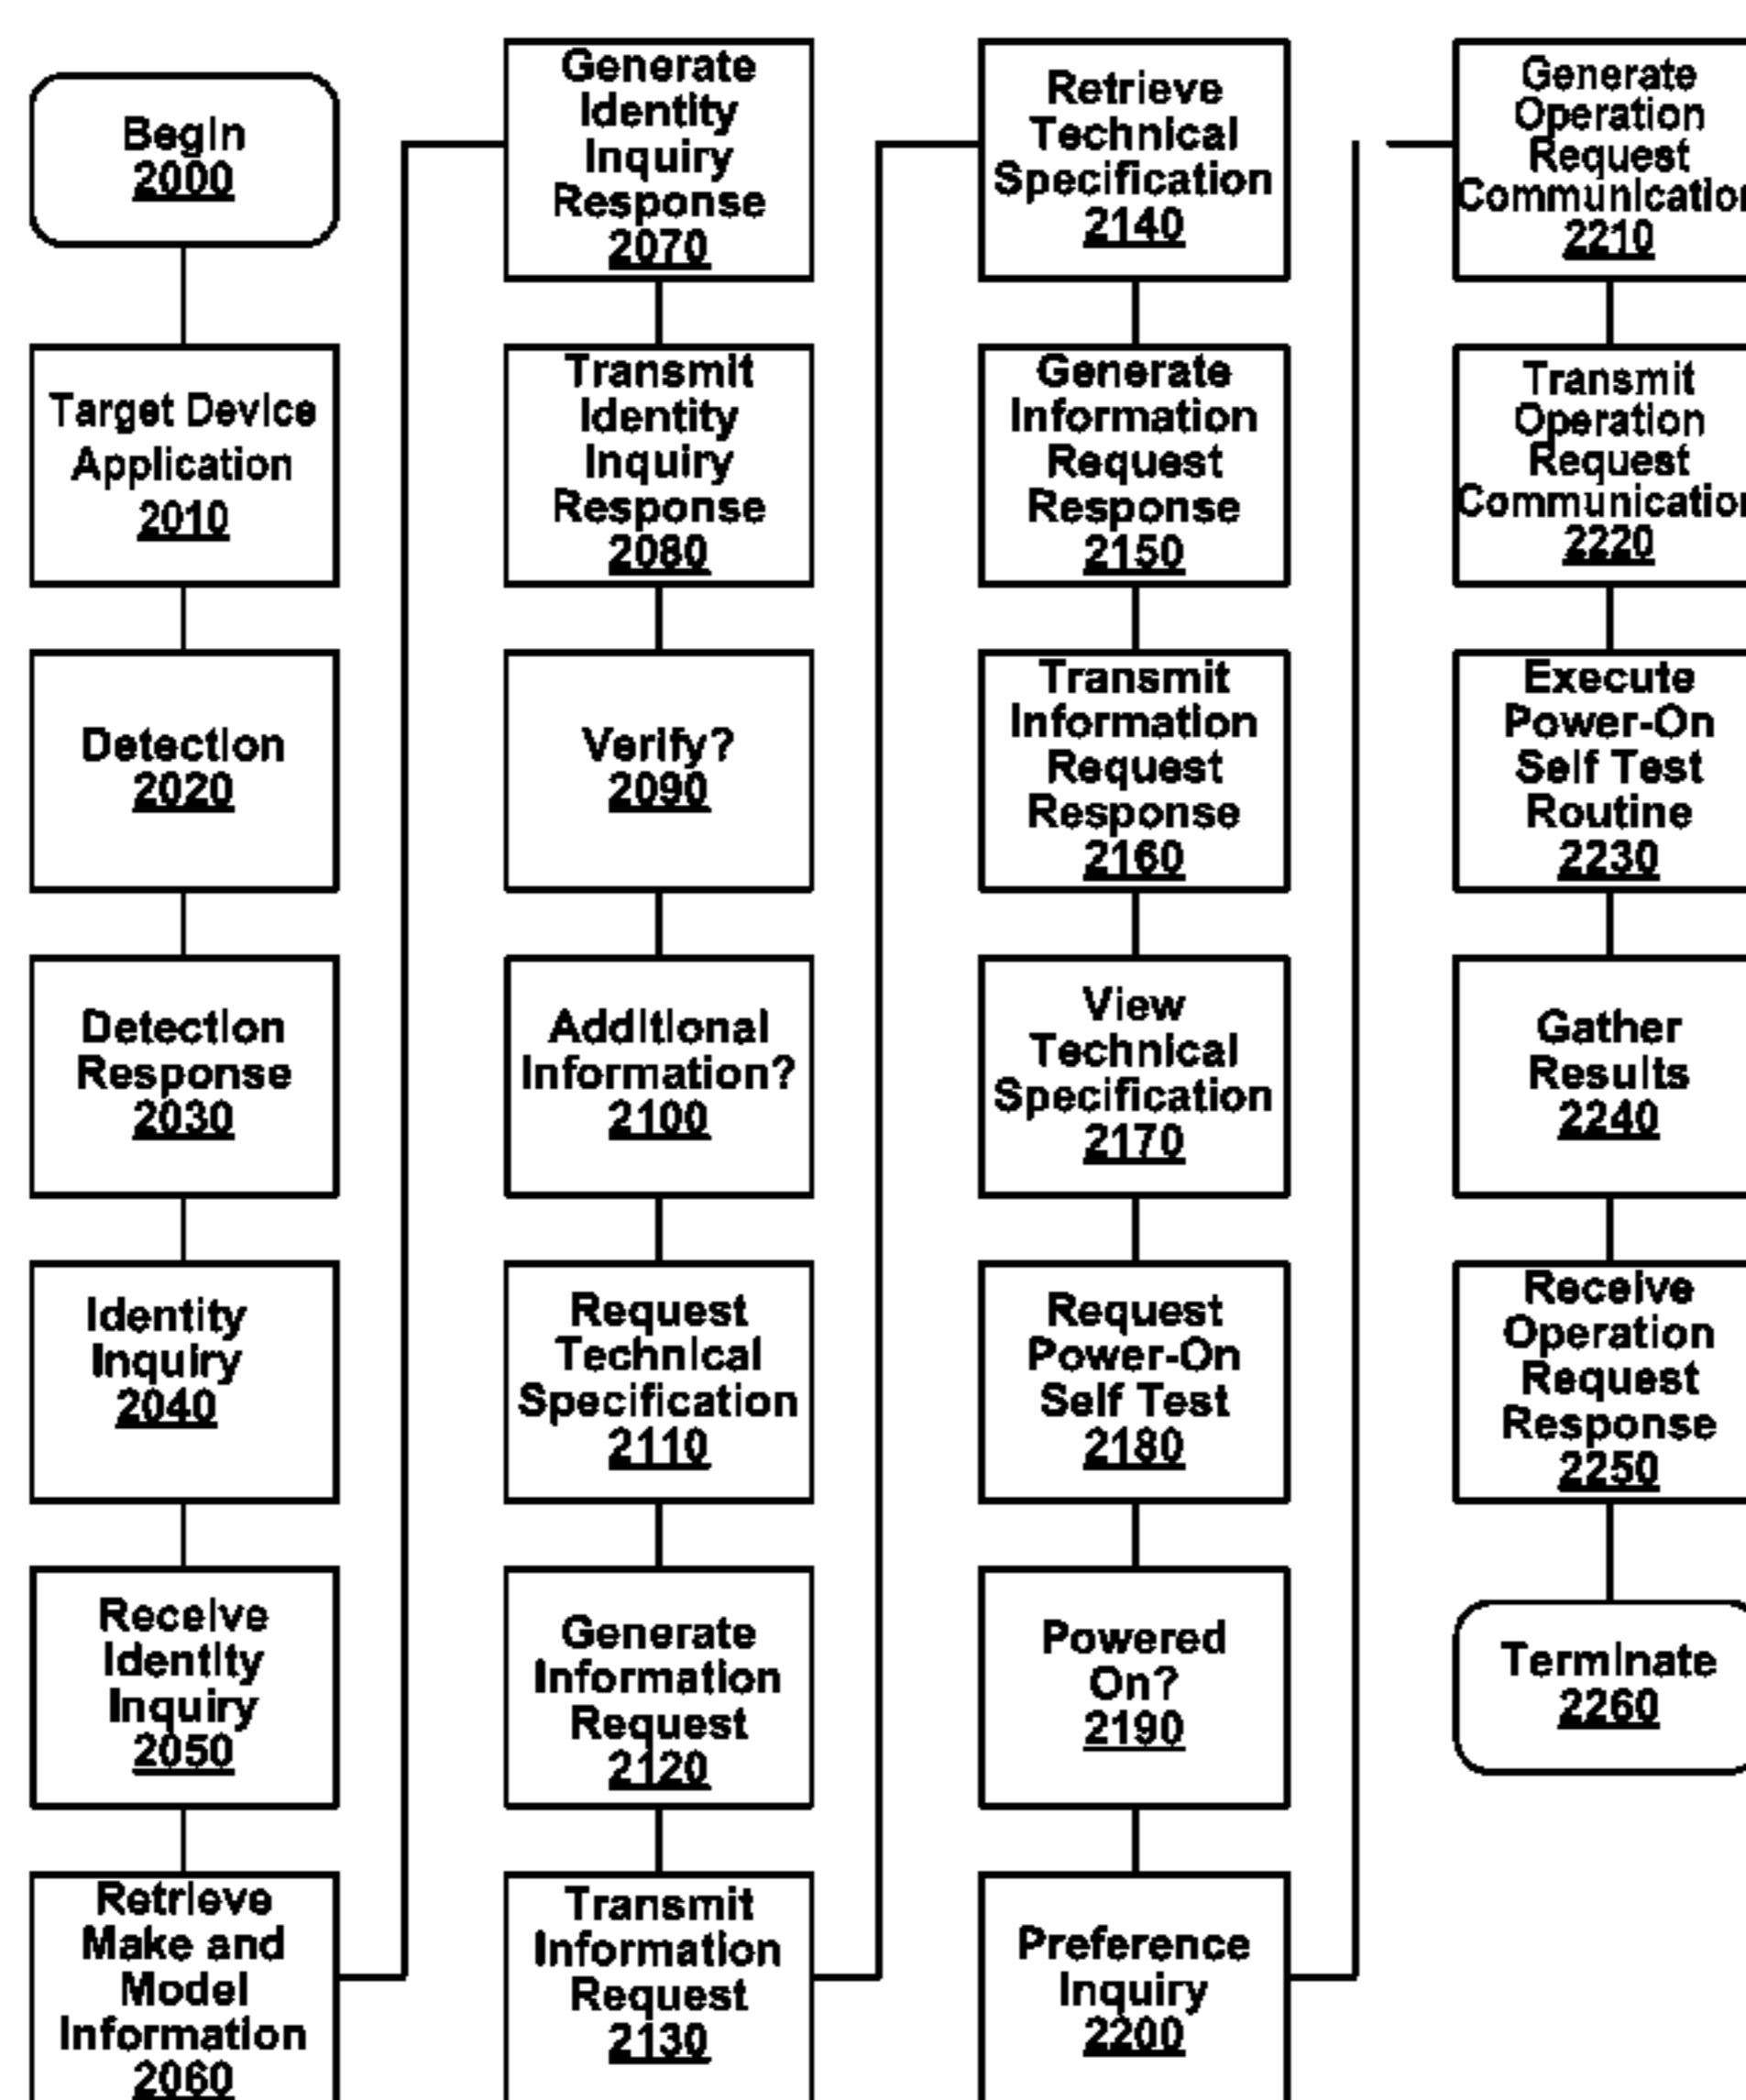 Begin
2000
Target Device
Application
2010
Detection
2020
Detection
Response
2030
Identity
Inquiry
2040
Receive
Identity
Inquiry
2050
Retrieve
Make and
Model
Information
2060
Generate
Identity
Inquiry
Response
2070
Transmit
Identity
Inquiry
Response
2080
Verify?
2090
Additional
Information?
2100
Request
Technical
Specification
2110
Generate
Information
Request
2120
Transmit
Information
Request
2130
Retrieve
Technical
Specification
2140
Generate
Information
Request
Response
2150
Transmit
Information
Request
Response
2160
View
Technical
Specification
2170
Request
Power-On
Self Test
2180
Powered
On?
2190
Preference
Inquiry
2200
Generate
Operation
Request
Communication
2210
Transmit
Operation
Request
Communication
2220
Execute
Power-On
Self Test
Routine
2230
Gather
Results
2240
Receive
Operation
Request
Response
2250
Terminate
2260